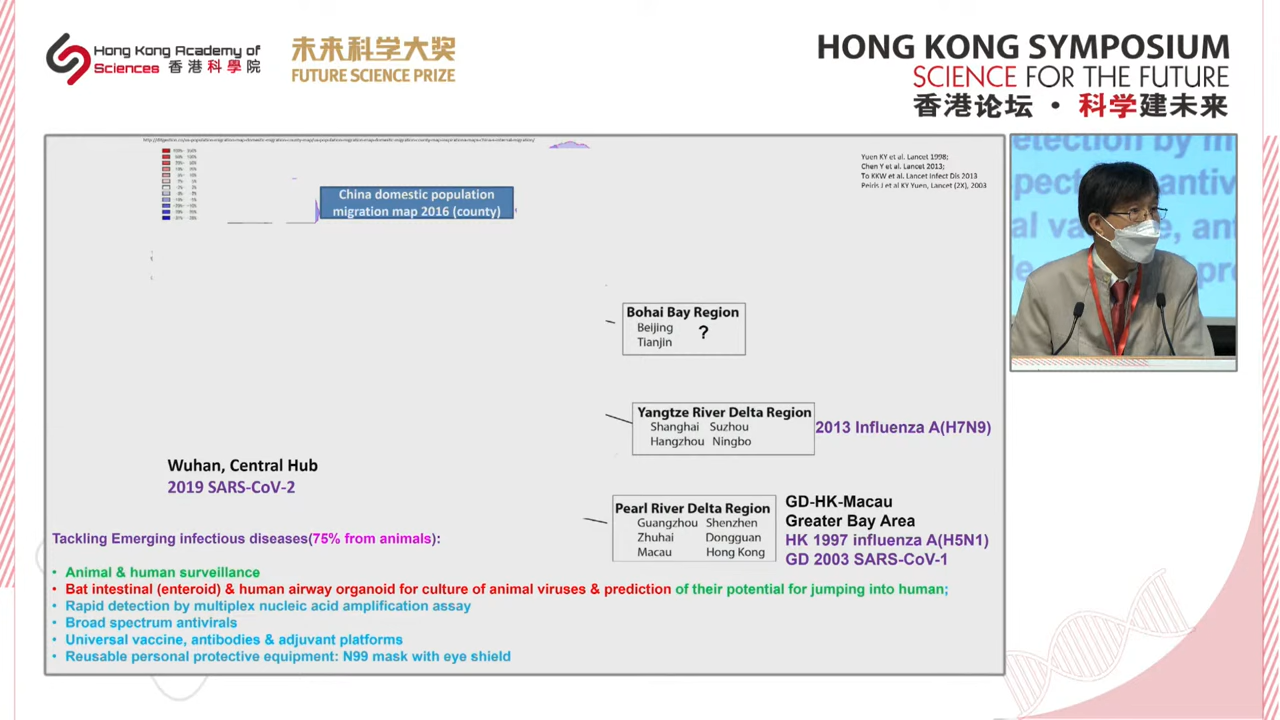 Hong Kong Academy of
Sciences 香港科學院
未来科学大奖
FUTURE SCIENCE PRIZE
HONG KONG SYMPOSIUM
SCIENCE FOR THE FUTURE
香港论坛 · 科学建未来
Yuen KY et al. Lancet 1998;
Chen Y et al. Lancet 2013;
To KKW et al. Lancet Infect Dis 2013
Peiris J et al KY Yuen, Lancet (2X), 2003
China domestic population
migration map 2016 (county)
Bohai Bay Region
Beijing
Tianjin
?
Yangtze River Delta Region
Shanghai Suzhou
Hangzhou Ningbo
2013 Influenza A(H7N9)
Wuhan, Central Hub
2019 SARS-CoV-2
Pearl River Delta Region
Guangzhou Shenzhen
Zhuhai Dongguan
Macau Hong Kong
GD-HK-Macau
Greater Bay Area
HK 1997 influenza A(H5N1)
GD 2003 SARS-CoV-1
Tackling Emerging infectious diseases(75% from animals):
• Animal & human surveillance
• Bat intestinal (enteroid) & human airway organoid for culture of animal viruses & prediction of their potential for jumping into human;
• Rapid detection by multiplex nucleic acid amplification assay
• Broad spectrum antivirals
• Universal vaccine, antibodies & adjuvant platforms
• Reusable personal protective equipment: N99 mask with eye shield